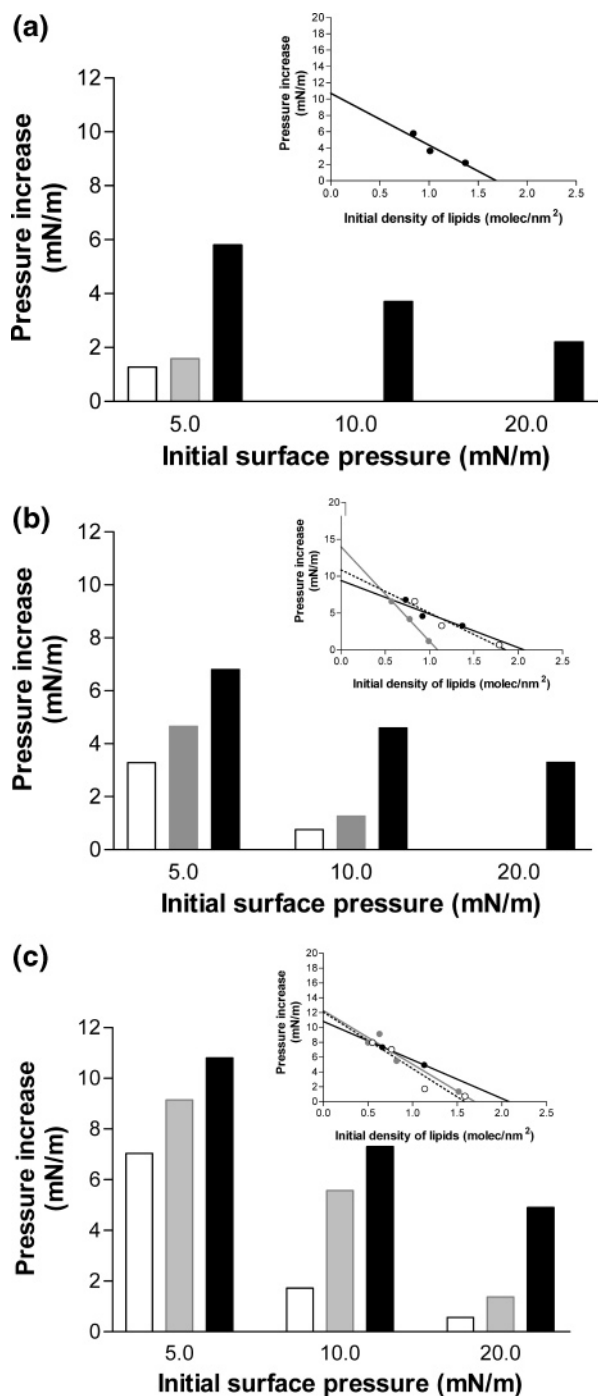 (a)
Pressure increase
(mN/m)
12
10
8
6
4
2
0
5.0 10.0 20.0
Initial surface pressure (mN/m)
Pressure increase
(mN/m)
20
18
16
14
12
10
8
6
4
2
0
0.0 0.5 1.0 1.5 2.0 2.5
Initial density of lipids (molec/nm²)
(b)
Pressure increase
(mN/m)
12
10
8
6
4
2
0
5.0 10.0 20.0
Initial surface pressure (mN/m)
Pressure increase
(mN/m)
20
15
10
5
0
0.0 0.5 1.0 1.5 2.0 2.5
Initial density of lipids (molec/nm²)
(c)
Pressure increase
(mN/m)
12
10
8
6
4
2
0
5.0 10.0 20.0
Initial surface pressure (mN/m)
Pressure increase
(mN/m)
20
18
16
14
12
10
8
6
4
2
0
0.0 0.5 1.0 1.5 2.0 2.5
Initial density of lipids (molec/nm²)